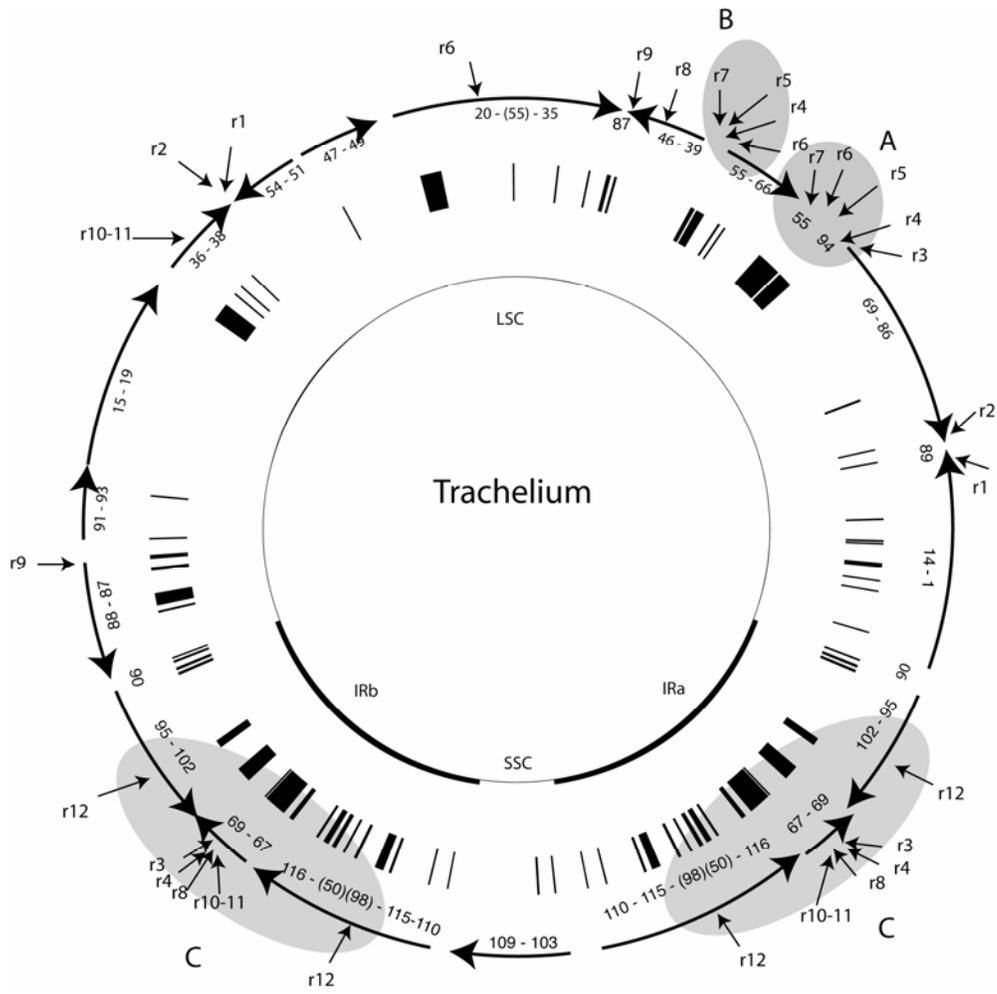 B
r6
r9
r8
r7
r5
r4
r6
A
r7
r6
r5
r4
r3
r1
r2
r10-11
20 - (55) - 35
87
46 - 39
55 - 66
55
94
47 - 49
54 - 51
36 - 38
69 - 86
LSC
15 - 19
r2
89
r1
Trachelium
91 - 93
r9
14 - 1
88 - 87
90
90
IRb
IRa
SSC
95 - 102
102 - 95
r12
r12
69 - 67
67 - 69
r3
r4
r8
r10-11
r3
r4
r8
r10-11
116 - (50)(98) - 115-110
110 - 115 - (98)(50) - 116
109 - 103
C
C
r12
r12